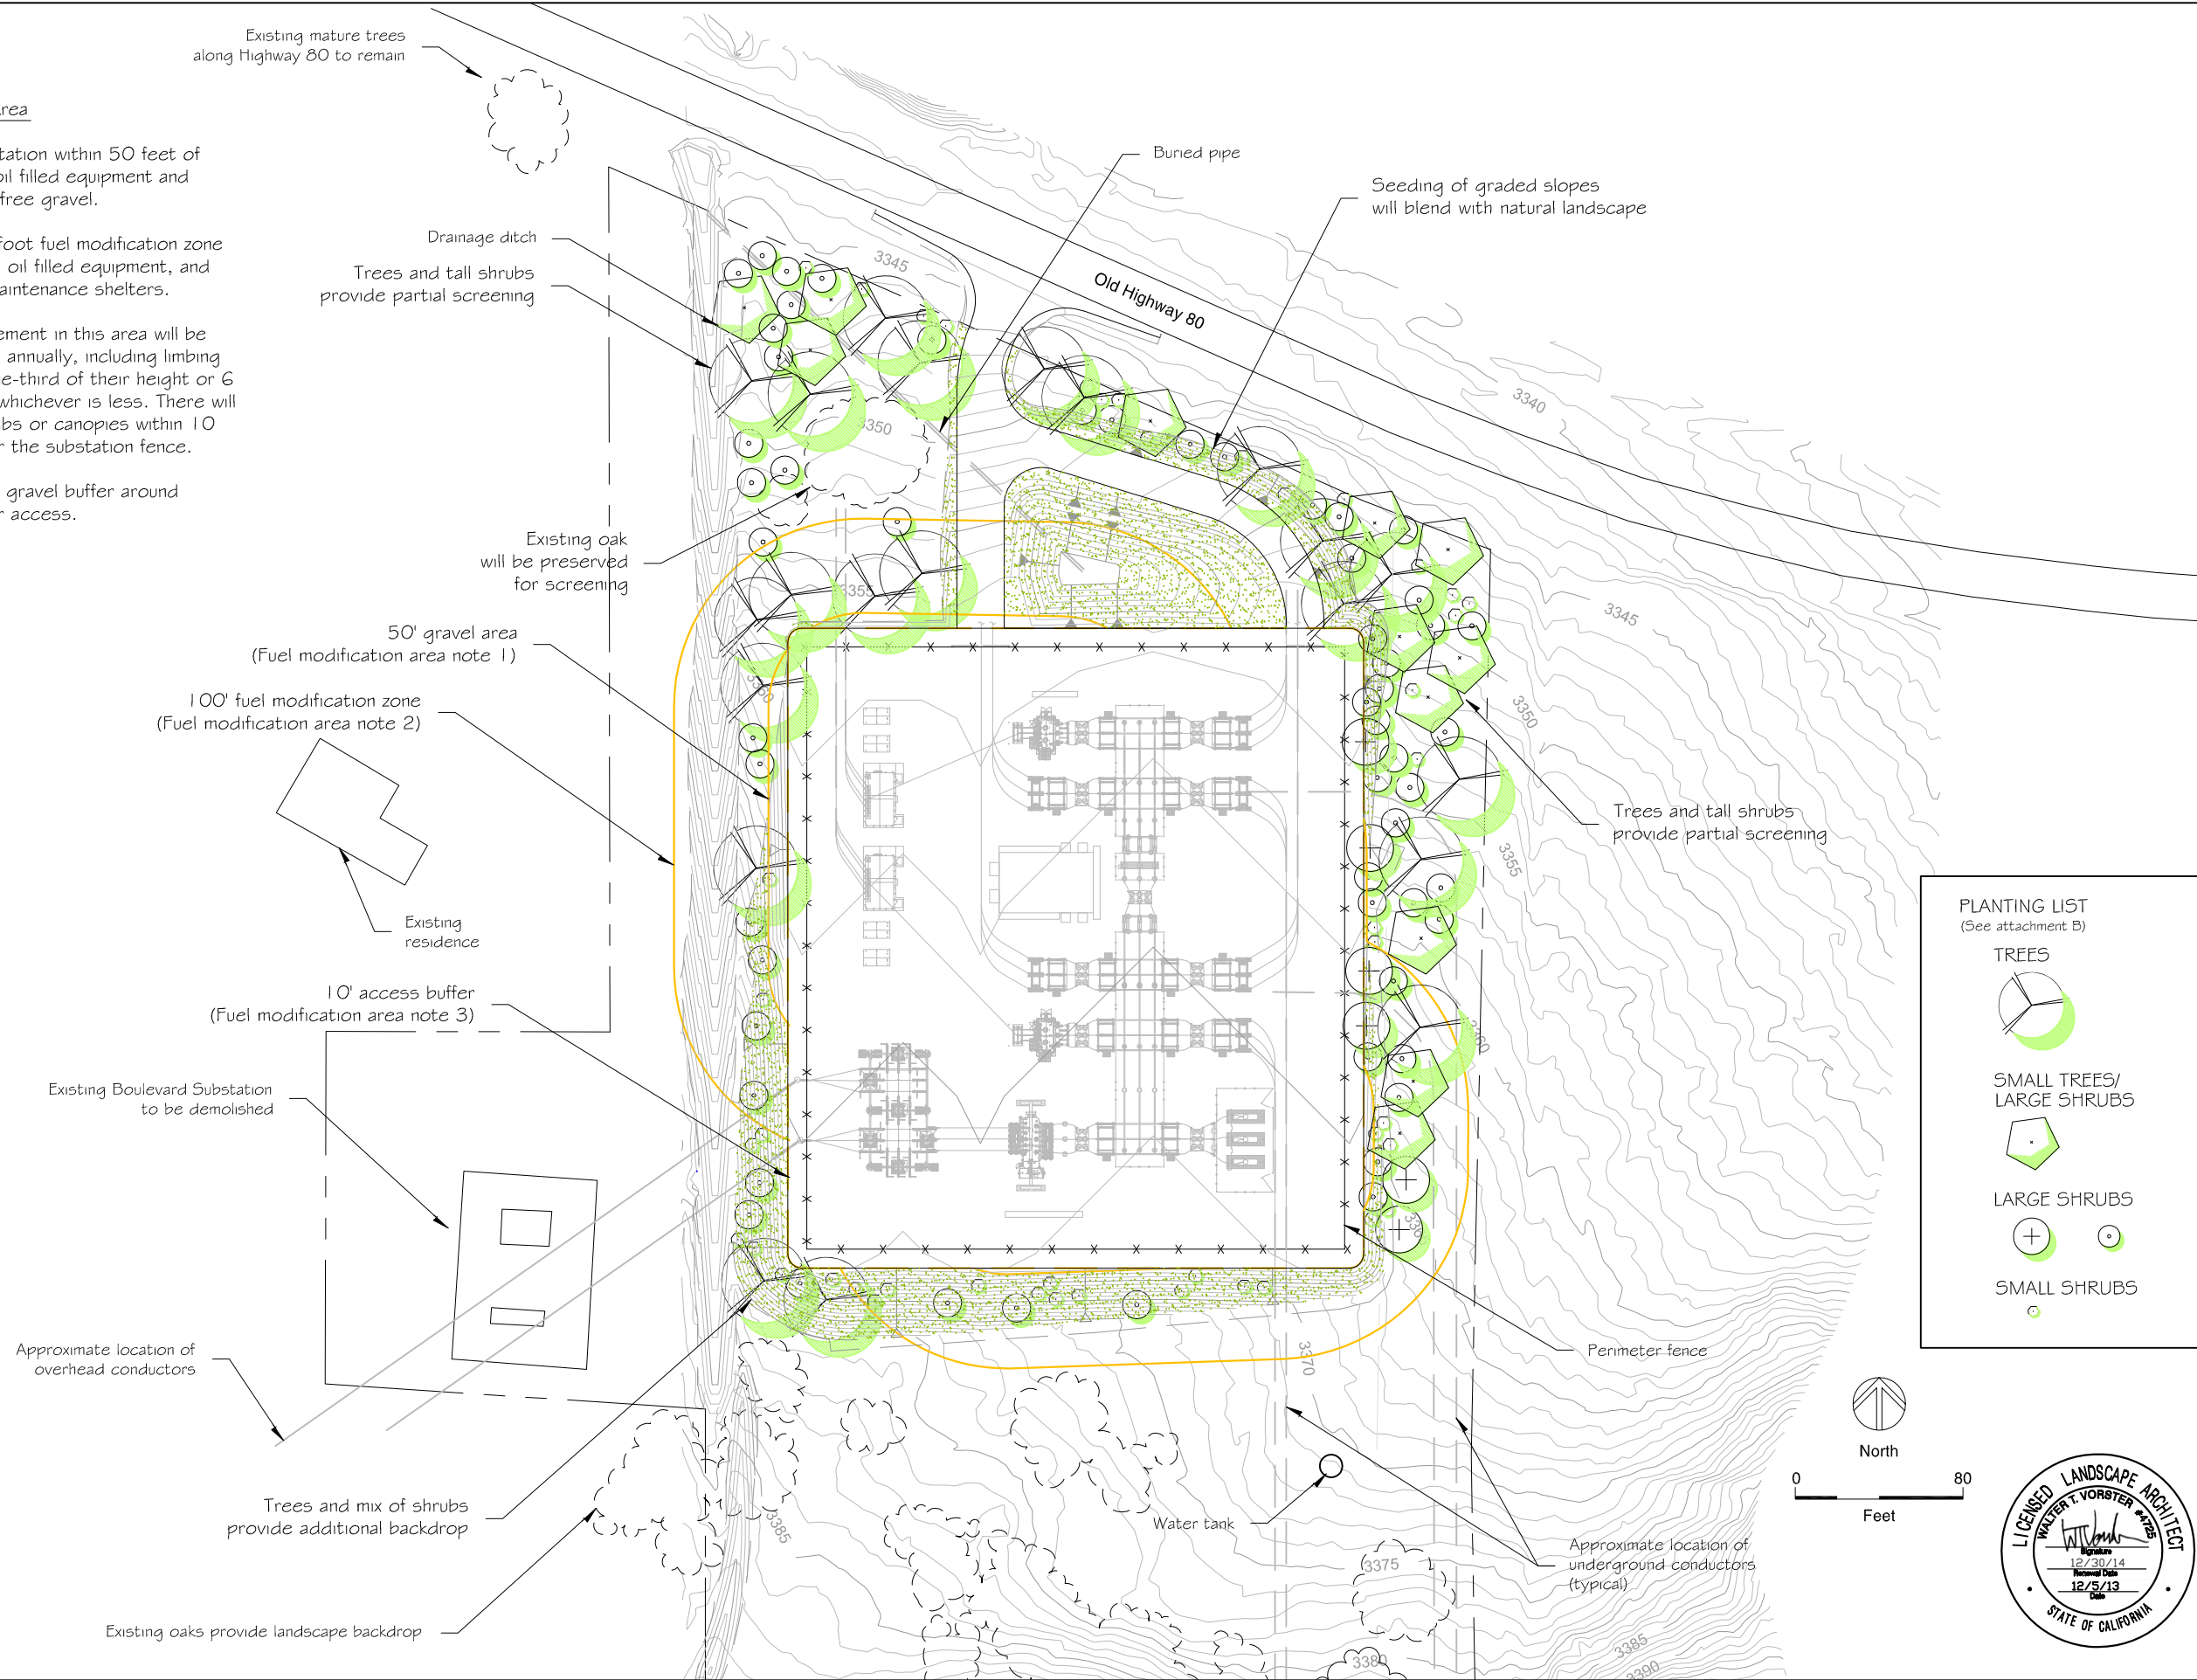 Existing mature trees
along Highway 80 to remain
tation within 50 feet of
oil filled equipment and
free gravel.
foot fuel modification zone
oil filled equipment, and
aintenance shelters.
ement in this area will be
annually, including limbing
e-third of their height or 6
whichever is less. There will
bs or canopies within 10
r the substation fence.
gravel buffer around
r access.
Drainage ditch
Trees and tall shrubs
provide partial screening
Buried pipe
Seeding of graded slopes
will blend with natural landscape
Old Highway 80
3345
3350
3340
3345
3355
3360
3350
3355
3360
3370
3375
3380
3385
3385
3390
Existing oak
will be preserved
for screening
50' gravel area
(Fuel modification area note 1)
100' fuel modification zone
(Fuel modification area note 2)
Existing
residence
10' access buffer
(Fuel modification area note 3)
Existing Boulevard Substation
to be demolished
Approximate location of
overhead conductors
Trees and mix of shrubs
provide additional backdrop
Existing oaks provide landscape backdrop
Trees and tall shrubs
provide partial screening
Perimeter fence
Water tank
Approximate location of
underground conductors
(typical)
PLANTING LIST
(See attachment B)
TREES
SMALL TREES/
LARGE SHRUBS
LARGE SHRUBS
SMALL SHRUBS
North
0 80
Feet
LICENSED LANDSCAPE ARCHITECT
WALTER T. VORSTER #4725
Signature
12/30/14
Renewal Date
12/5/13
Date
STATE OF CALIFORNIA